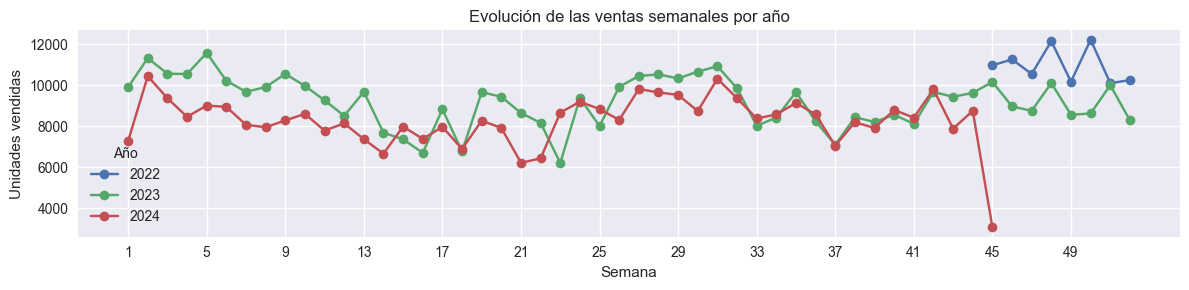 Evolución de las ventas semanales por año
Unidades vendidas
12000
10000
8000
6000
4000
Año
2022
2023
2024
1 5 9 13 17 21 25 29 33 37 41 45 49
Semana